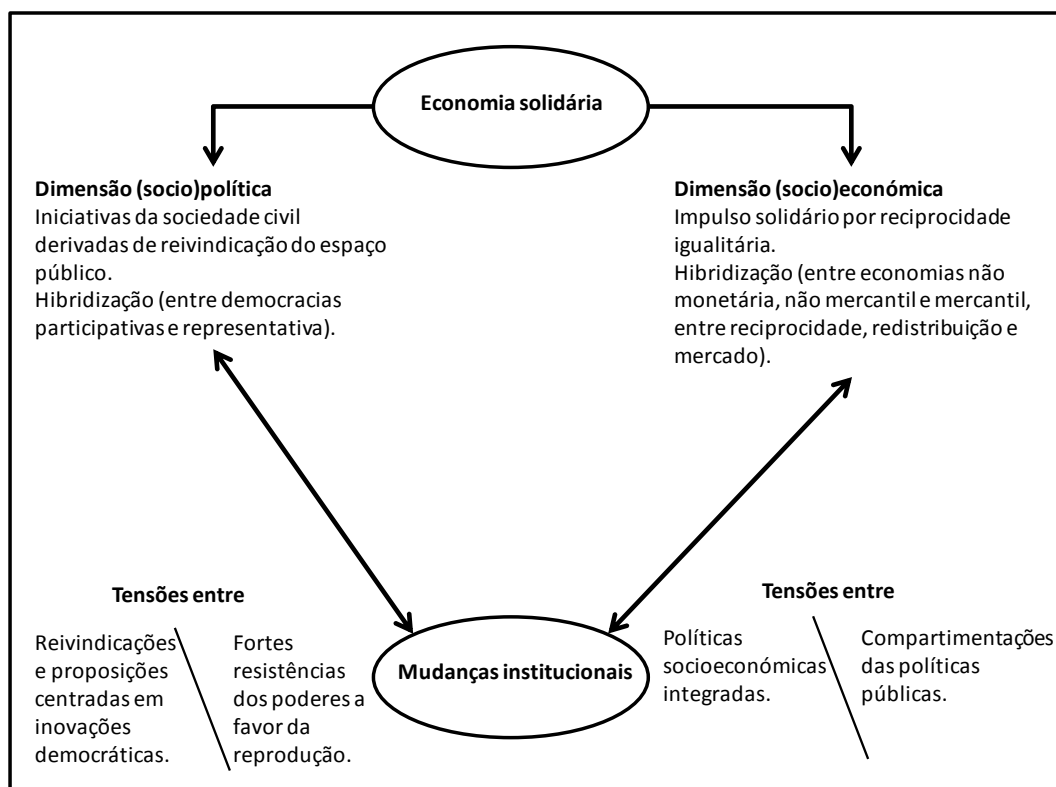 Economia solidária
Dimensão (socio)política
Iniciativas da sociedade civil
derivadas de reivindicação do espaço
público.
Hibridização (entre democracias
participativas e representativa).
Dimensão (socio)económica
Impulso solidário por reciprocidade
igualitária.
Hibridização (entre economias não
monetária, não mercantil e mercantil,
entre reciprocidade, redistribuição e
mercado).
Tensões entre
Reivindicações
e proposições
centradas em
inovações
democráticas.
Fortes
resistências
dos poderes a
favor da
reprodução.
Mudanças institucionais
Tensões entre
Políticas
socioeconómicas
integradas.
Compartimentações
das políticas
públicas.